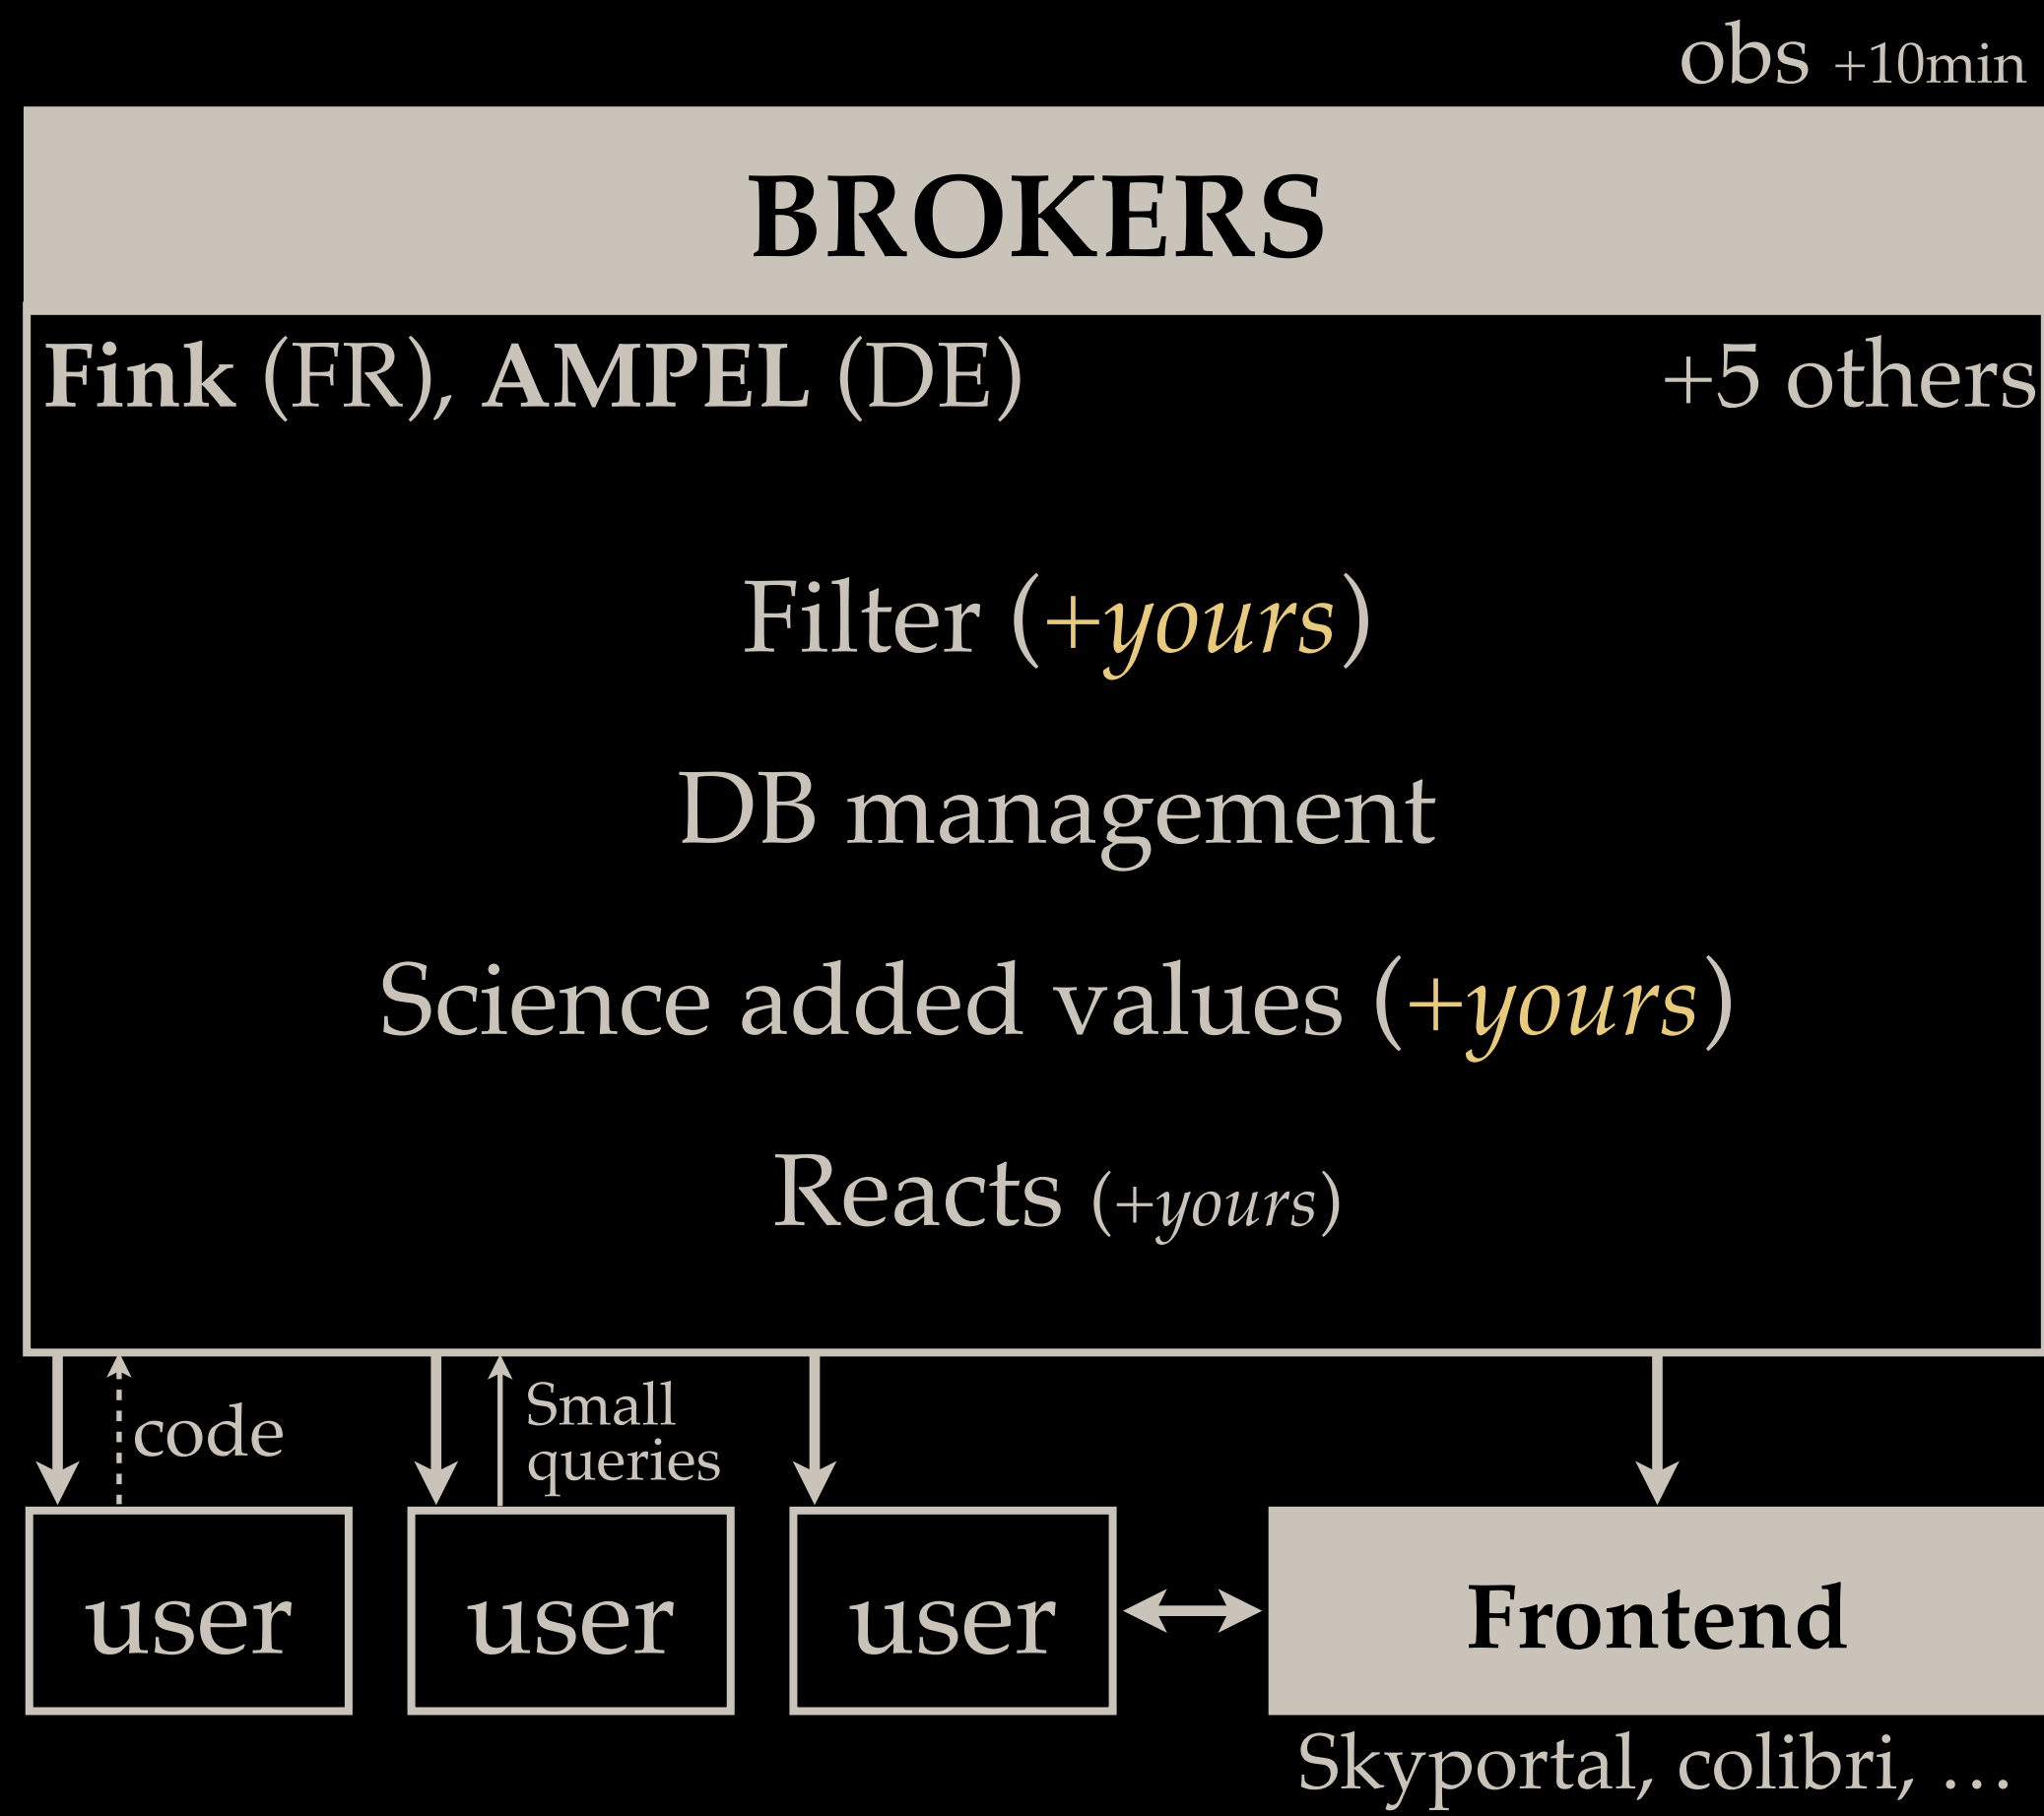 obs +10min
BROKERS
Fink (FR), AMPEL (DE) +5 others
Filter (+yours)
DB management
Science added values (+yours)
Reacts (+yours)
code
Small
queries
user user user Frontend
Skyportal, colibri, ...